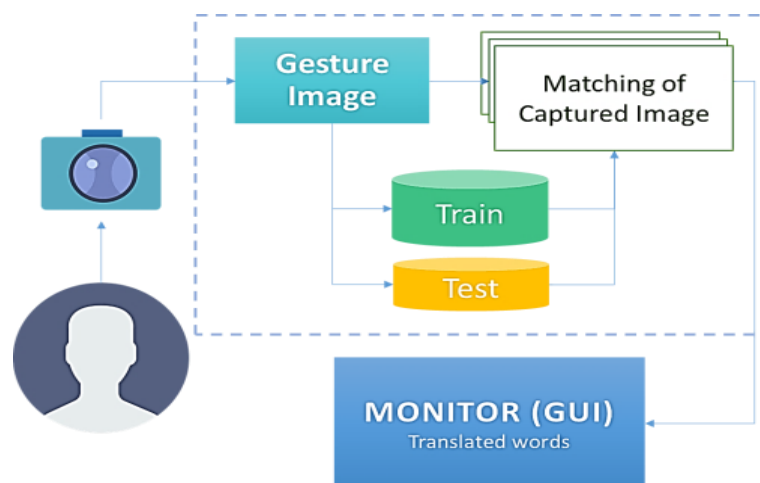 Gesture
Image
Matching of
Captured Image
Train
Test
MONITOR (GUI)
Translated words